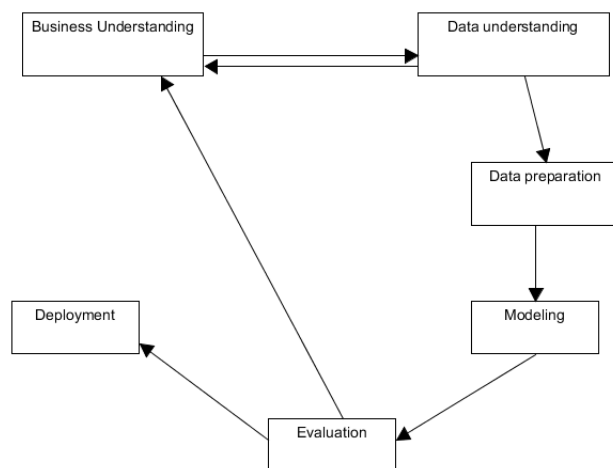 Business Understanding
Data understanding
Data preparation
Modeling
Evaluation
Deployment